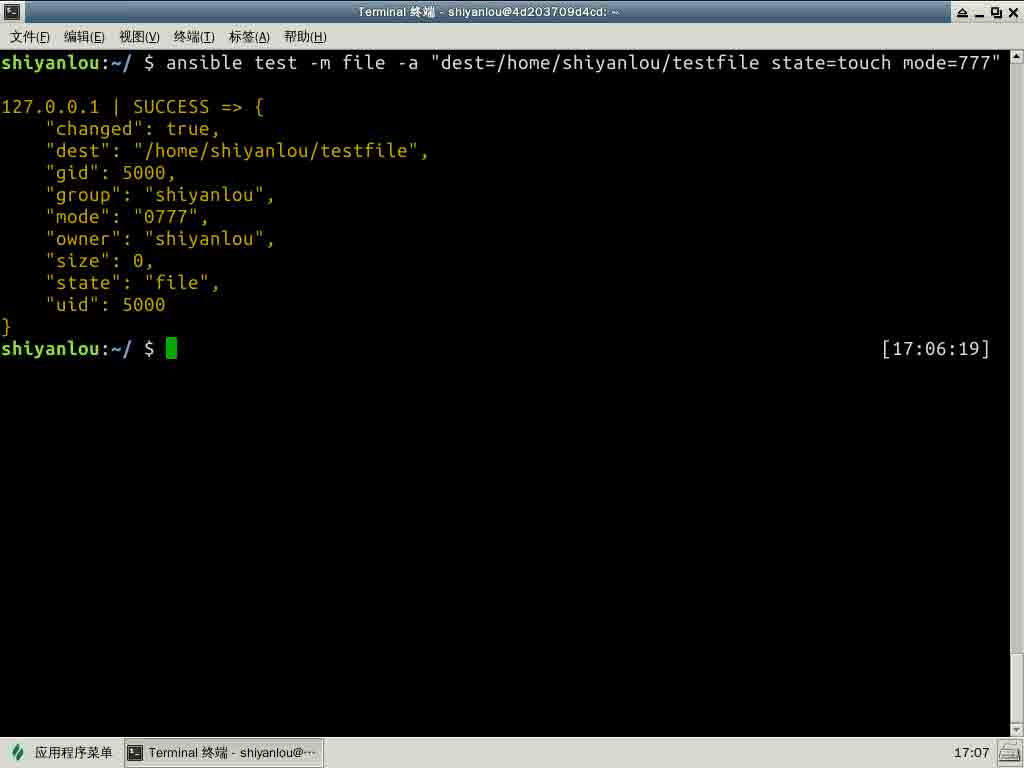 Terminal 终端 - shiyanlou@4d203709d4cd: ~
文件(F) 编辑(E) 视图(V) 终端(T) 标签(A) 帮助(H)
shiyanlou:~/ $ ansible test -m file -a "dest=/home/shiyanlou/testfile state=touch mode=777"
127.0.0.1 | SUCCESS => {
    "changed": true,
    "dest": "/home/shiyanlou/testfile",
    "gid": 5000,
    "group": "shiyanlou",
    "mode": "0777",
    "owner": "shiyanlou",
    "size": 0,
    "state": "file",
    "uid": 5000
}
shiyanlou:~/ $ [17:06:19]
应用程序菜单 Terminal 终端 - shiyanlou@··· 17:07